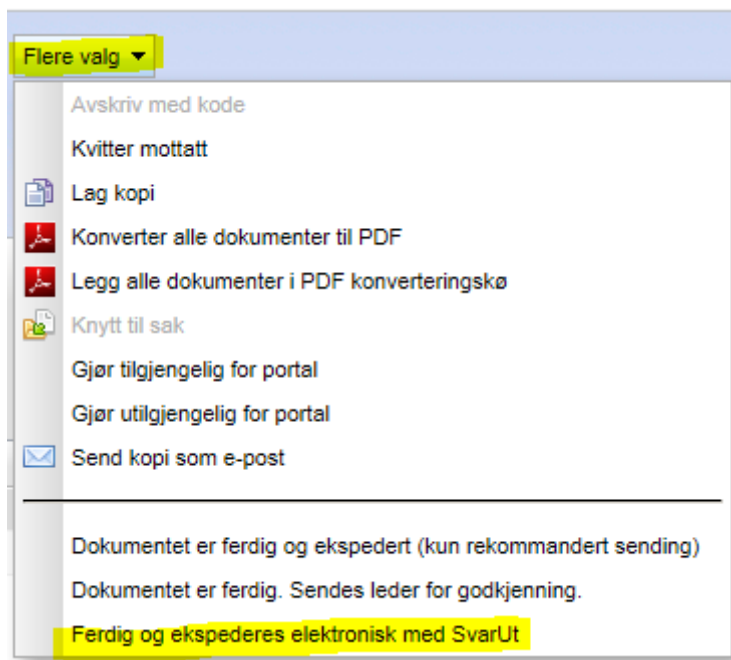 Flere valg
Avskriv med kode
Kvitter mottatt
Lag kopi
Konverter alle dokumenter til PDF
Legg alle dokumenter i PDF konverteringskø
Knytt til sak
Gjør tilgjengelig for portal
Gjør utilgjengelig for portal
Send kopi som e-post
Dokumentet er ferdig og ekspedert (kun rekommandert sending)
Dokumentet er ferdig. Sendes leder for godkjenning.
Ferdig og ekspederes elektronisk med SvarUt